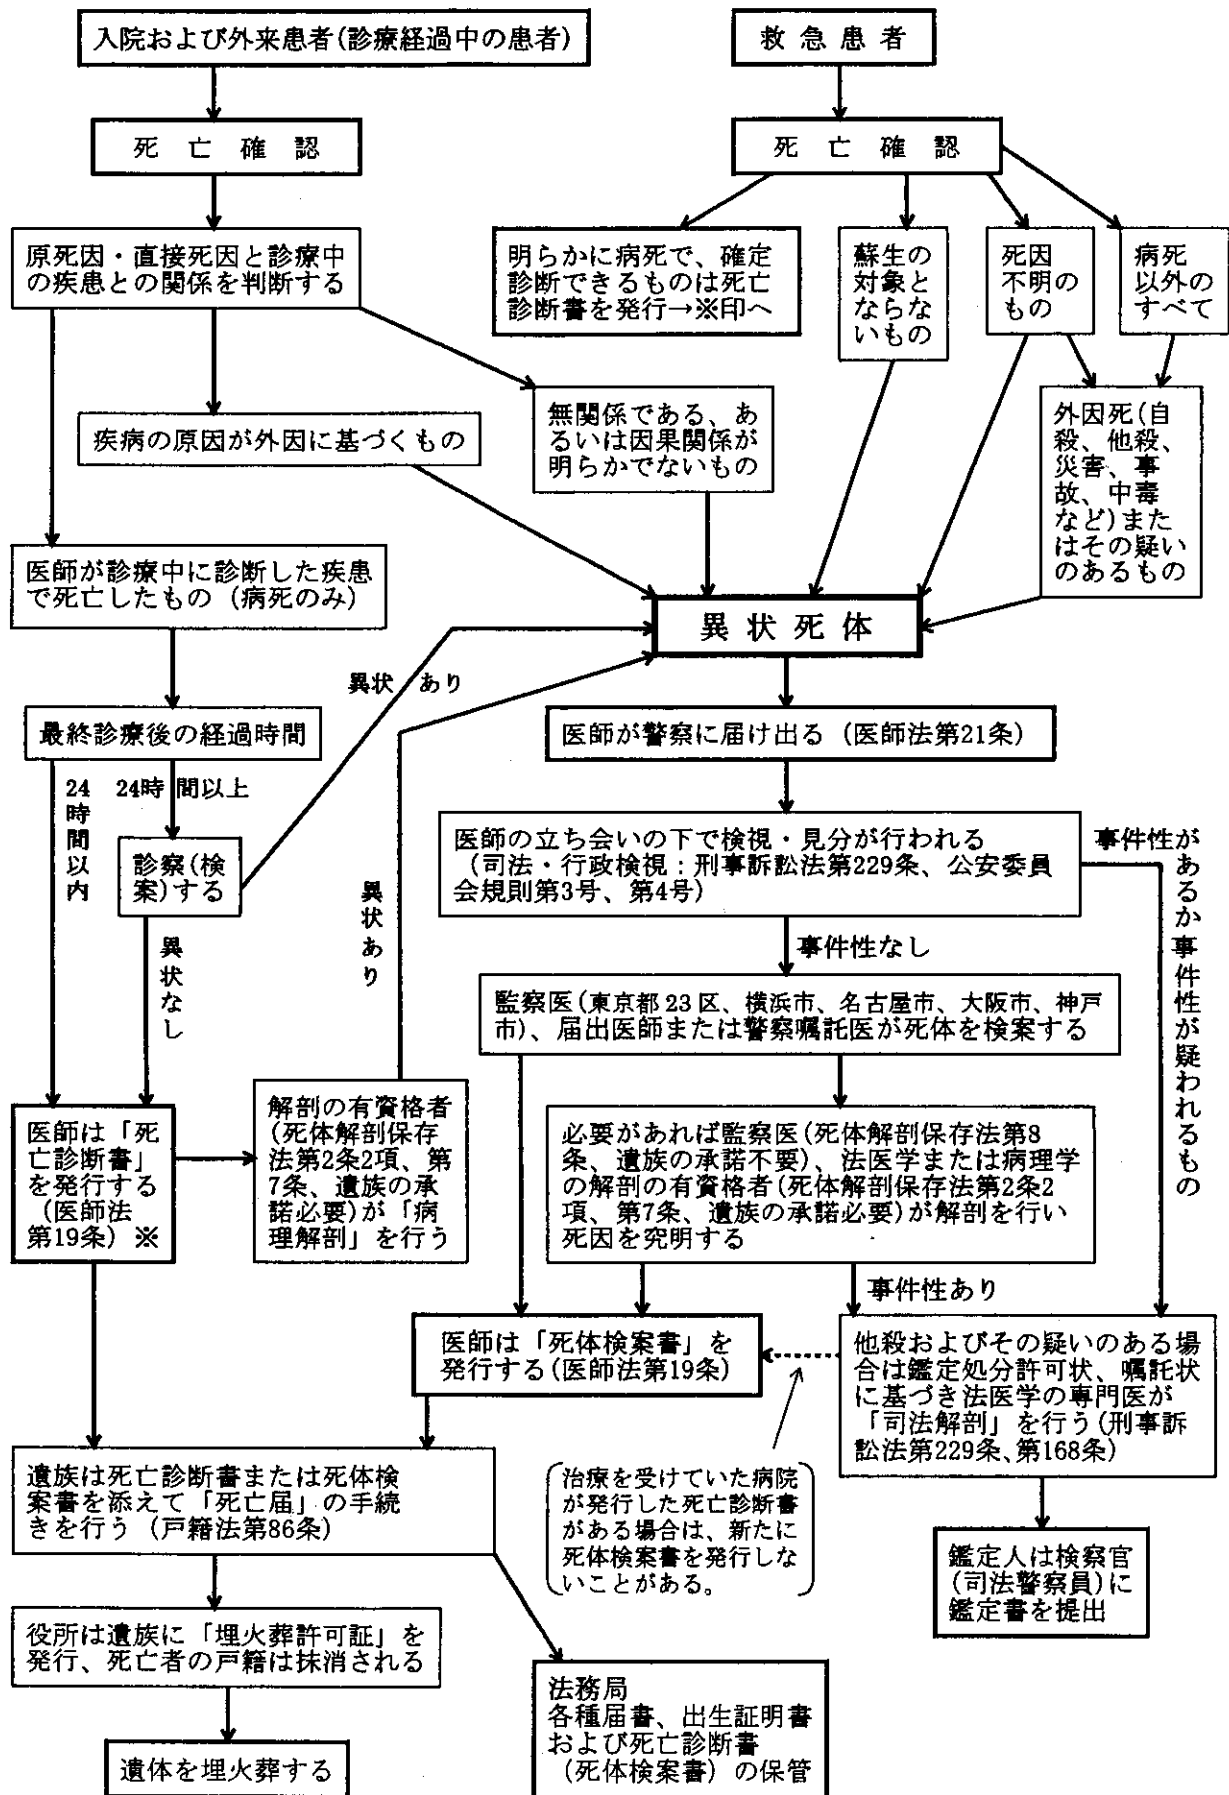 入院および外来患者(診療経過中の患者)
救急患者
死亡確認
死亡確認
原死因・直接死因と診療中
の疾患との関係を判断する
明らかに病死で、確定
診断できるものは死亡
診断書を発行→※印へ
蘇生の
対象と
ならな
いもの
死因
不明の
もの
病死
以外の
すべて
疾病の原因が外因に基づくもの
無関係である、あ
るいは因果関係が
明らかでないもの
外因死(自
殺、他殺、
災害、事
故、中毒
など)また
はその疑い
のあるもの
医師が診療中に診断した疾患
で死亡したもの（病死のみ）
異状死体
異状あり
最終診療後の経過時間
医師が警察に届け出る（医師法第21条）
24時間以内
24時間以上
診察(検
案)する
異状あり
医師の立ち会いの下で検視・見分が行われる
（司法・行政検視：刑事訴訟法第229条、公安委員
会規則第3号、第4号）
事件性があるか事件性が疑われるもの
異状なし
事件性なし
監察医(東京都23区、横浜市、名古屋市、大阪市、神戸
市)、届出医師または警察嘱託医が死体を検案する
医師は「死
亡診断書」
を発行する
（医師法
第19条）※
解剖の有資格者
(死体解剖保存
法第2条2項、第
7条、遺族の承
諾必要)が「病
理解剖」を行う
必要があれば監察医(死体解剖保存法第8
条、遺族の承諾不要)、法医学または病理学
の解剖の有資格者(死体解剖保存法第2条2
項、第7条、遺族の承諾必要)が解剖を行い
死因を究明する
事件性あり
医師は「死体検案書」を
発行する(医師法第19条)
他殺およびその疑いのある場
合は鑑定処分許可状、嘱託状
に基づき法医学の専門医が
「司法解剖」を行う(刑事訴
訟法第229条、第168条)
遺族は死亡診断書または死体検
案書を添えて「死亡届」の手続
きを行う（戸籍法第86条）
治療を受けていた病院
が発行した死亡診断書
がある場合は、新たに
死体検案書を発行しな
いことがある。
鑑定人は検察官
(司法警察員)に
鑑定書を提出
役所は遺族に「埋火葬許可証」を
発行、死亡者の戸籍は抹消される
法務局
各種届書、出生証明書
および死亡診断書
（死体検案書）の保管
遺体を埋火葬する